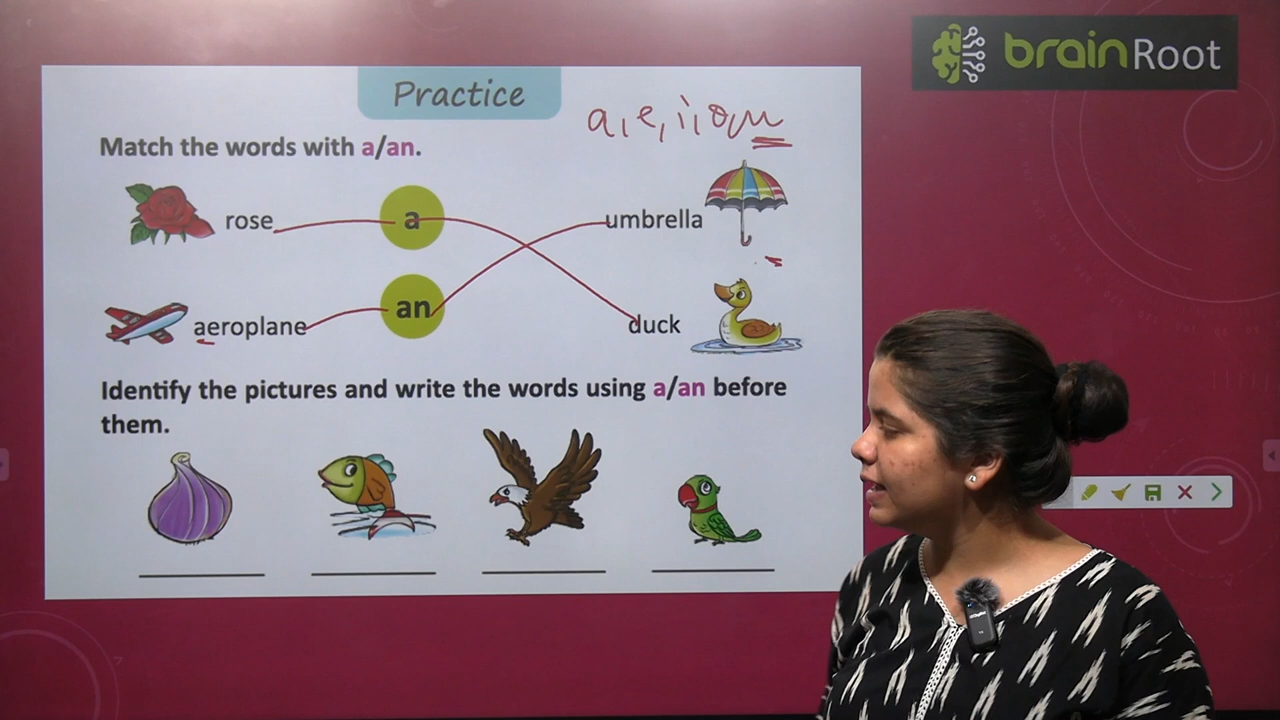 brainRoot
Practice
a, e, i, o, u
Match the words with a/an.
rose
a
umbrella
aeroplane
an
duck
Identify the pictures and write the words using a/an before
them.